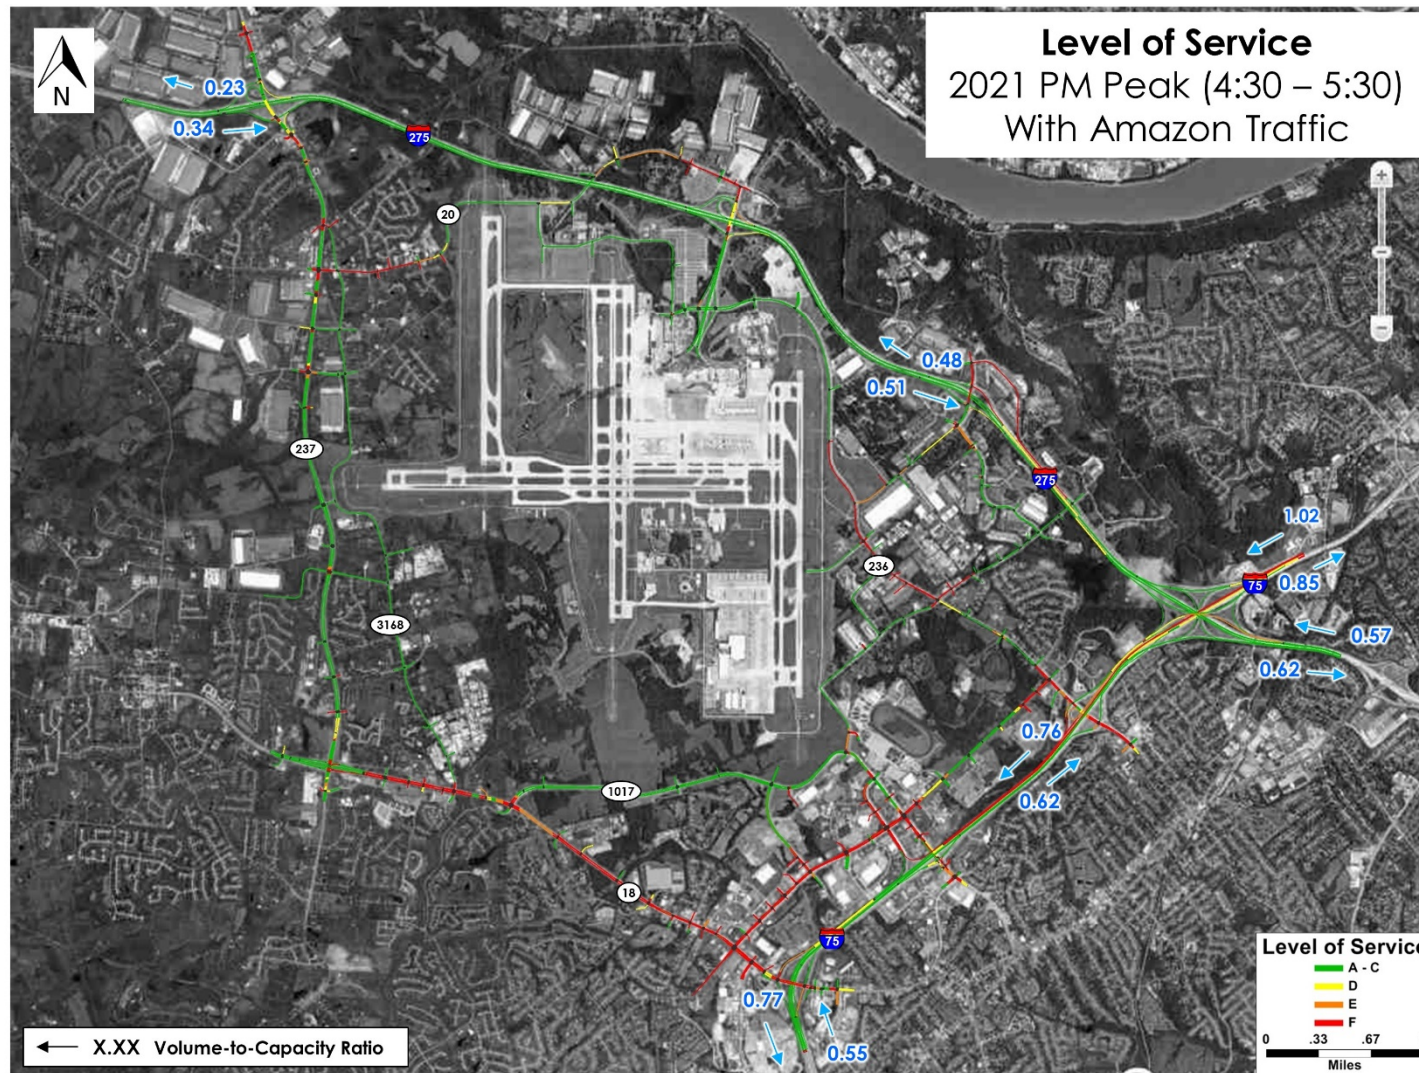 Level of Service
2021 PM Peak (4:30 – 5:30)
With Amazon Traffic
N
0.23
0.34
275
20
237
0.48
0.51
275
1.02
75
0.85
236
0.57
0.62
3168
0.76
0.62
1017
18
75
0.77
0.55
X.XX Volume-to-Capacity Ratio
Level of Service
A - C
D
E
F
0 .33 .67
Miles
+
−